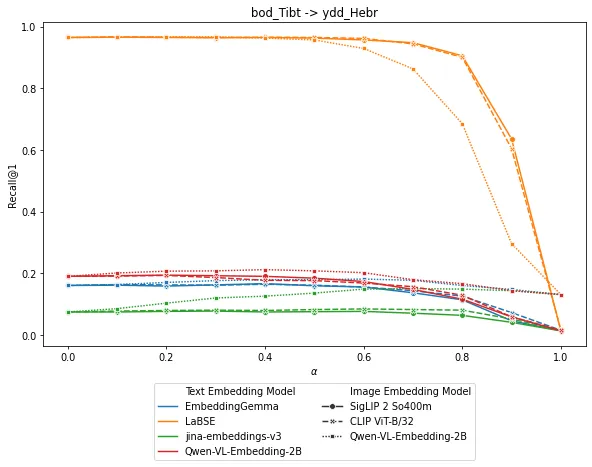 bod_Tibt -> ydd_Hebr
1.0
0.8
0.6
0.4
0.2
0.0
Recall@1
0.0 0.2 0.4 0.6 0.8 1.0
α
Text Embedding Model Image Embedding Model
EmbeddingGemma SigLIP 2 So400m
LaBSE CLIP ViT-B/32
jina-embeddings-v3 Qwen-VL-Embedding-2B
Qwen-VL-Embedding-2B